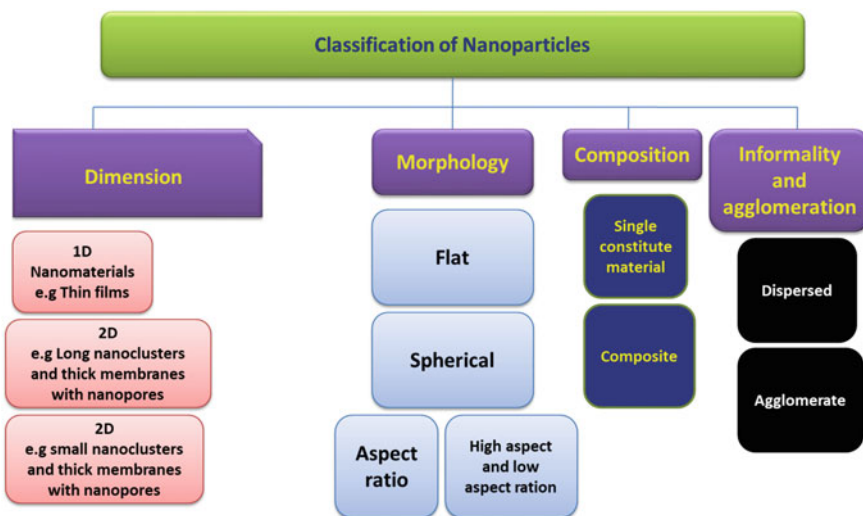 Classification of Nanoparticles
Dimension
1D
Nanomaterials
e.g Thin films
2D
e.g Long nanoclusters
and thick membranes
with nanopores
2D
e.g small nanoclusters
and thick membranes
with nanopores
Morphology
Flat
Spherical
Aspect
ratio
High aspect
and low
aspect ration
Composition
Single
constitute
material
Composite
Informality
and
agglomeration
Dispersed
Agglomerate